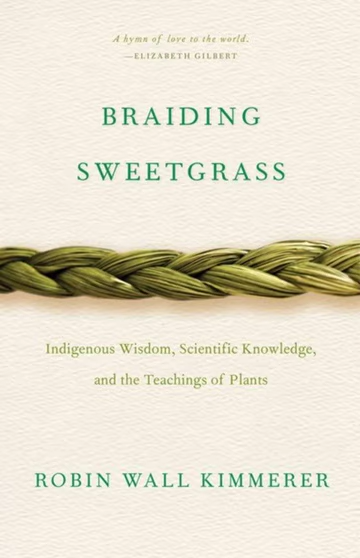 A hymn of love to the world.
—ELIZABETH GILBERT
BRAIDING
SWEETGRASS
Indigenous Wisdom, Scientific Knowledge,
and the Teachings of Plants
ROBIN WALL KIMMERER